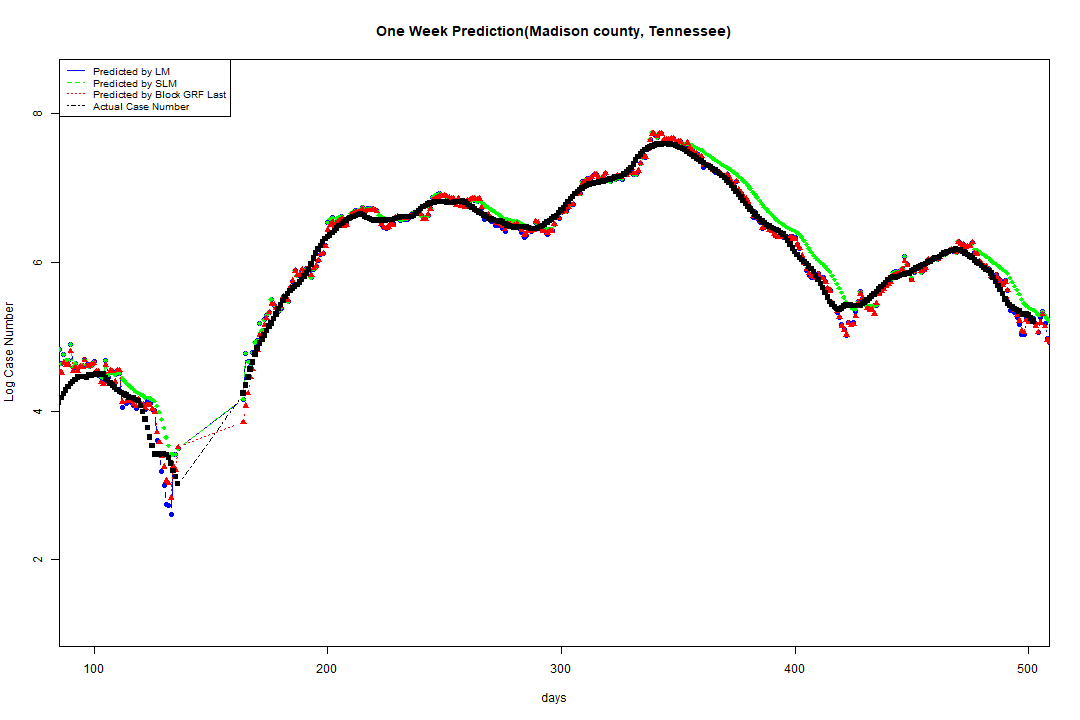 One Week Prediction(Madison county, Tennessee)
Predicted by LM
Predicted by SLM
Predicted by Block GRF Last
Actual Case Number
8
6
4
2
Log Case Number
100 200 300 400 500
days